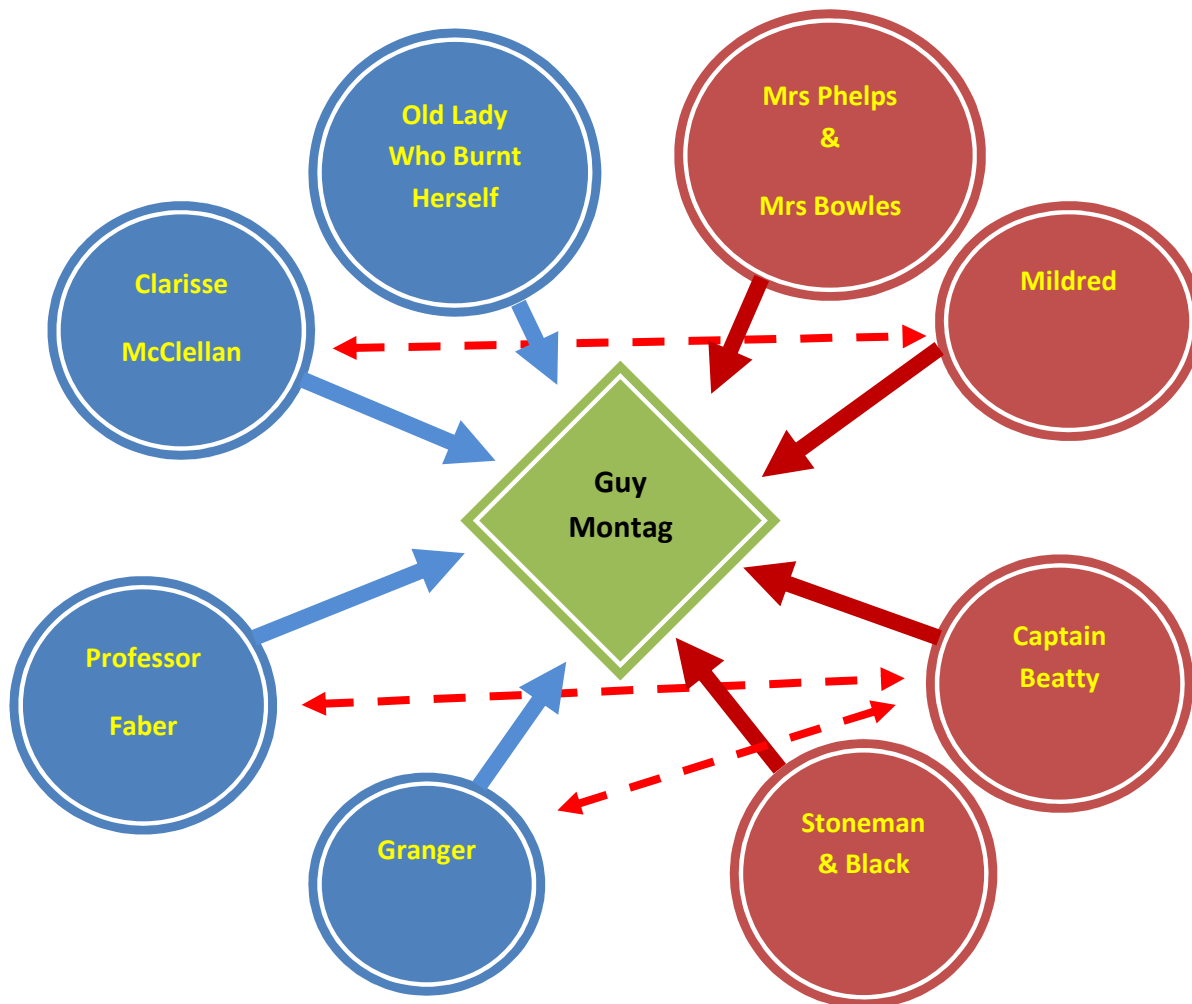 Old Lady
Who Burnt
Herself
Mrs Phelps
&
Mrs Bowles
Clarisse
McClellan
Mildred
Guy
Montag
Professor
Faber
Captain
Beatty
Granger
Stoneman
& Black